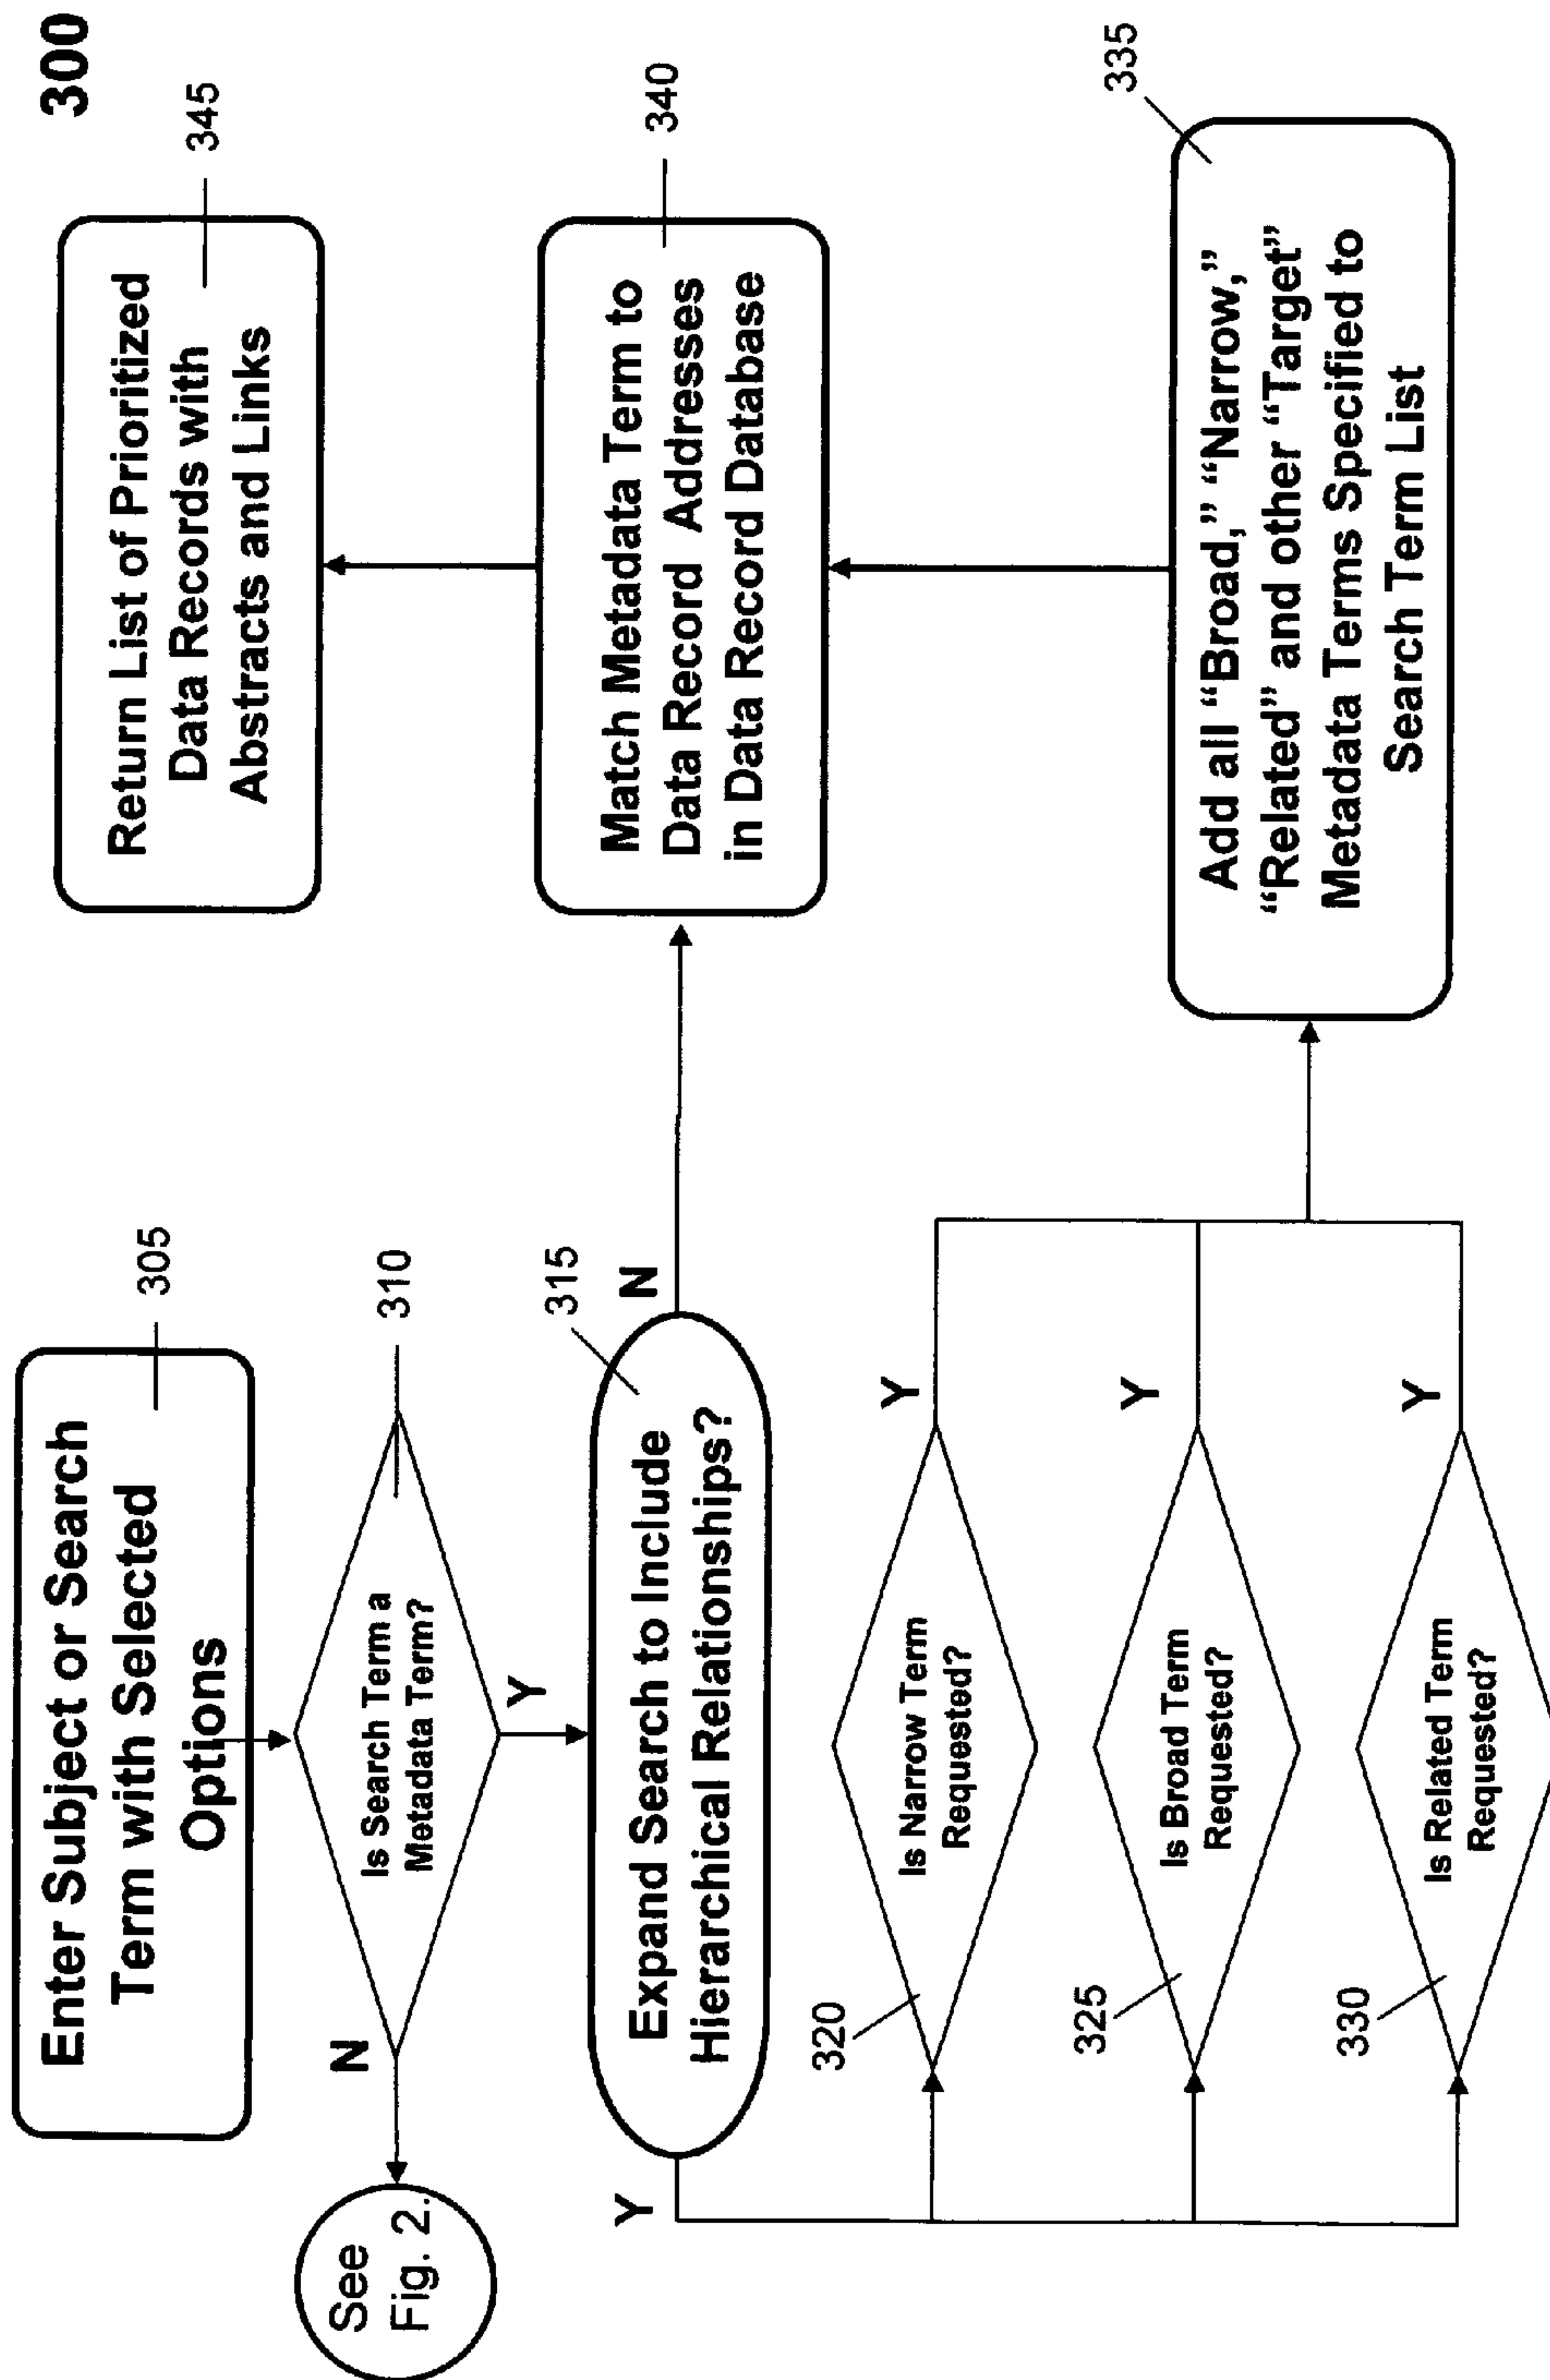 300
Enter Subject or Search
Term with Selected
Options
305
Is Search Term a
Metadata Term?
310
N
See
Fig. 2.
Y
Expand Search to Include
Hierarchical Relationships?
315
N
Y
320
Is Narrow Term
Requested?
Y
325
Is Broad Term
Requested?
Y
330
Is Related Term
Requested?
Y
Return List of Prioritized
Data Records with
Abstracts and Links
345
Match Metadata Term to
Data Record Addresses
in Data Record Database
340
Add all “Broad,” “Narrow,”
“Related” and other “Target”
Metadata Terms Specified to
Search Term List
335